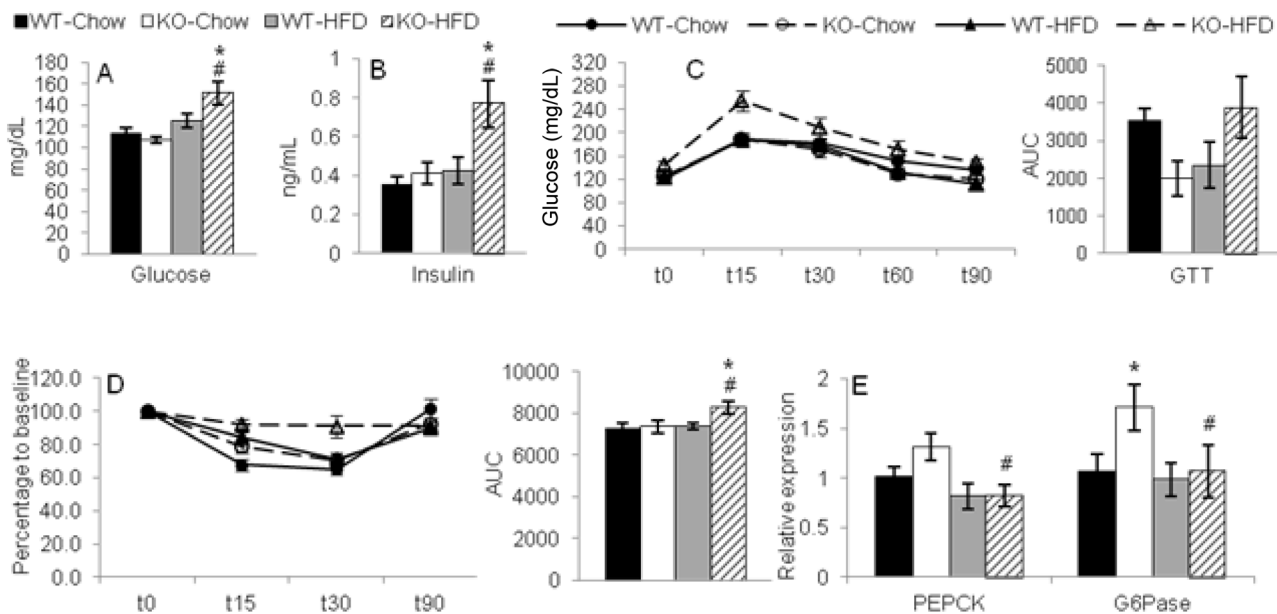 WT-Chow KO-Chow WT-HFD KO-HFD
WT-Chow KO-Chow WT-HFD KO-HFD
A
mg/dL
180
160
140
120
100
80
60
40
20
0
*
#
Glucose
B
ng/mL
1
0.8
0.6
0.4
0.2
0
*
#
Insulin
C
Glucose (mg/dL)
320
280
240
200
160
120
80
40
0
t0 t15 t30 t60 t90
AUC
5000
4000
3000
2000
1000
0
GTT
D
Percentage to baseline
120.0
100.0
80.0
60.0
40.0
20.0
0.0
t0 t15 t30 t90
AUC
10000
8000
6000
4000
2000
0
*
#
E
Relative expression
2
1.5
1
0.5
0
#
*
#
PEPCK G6Pase